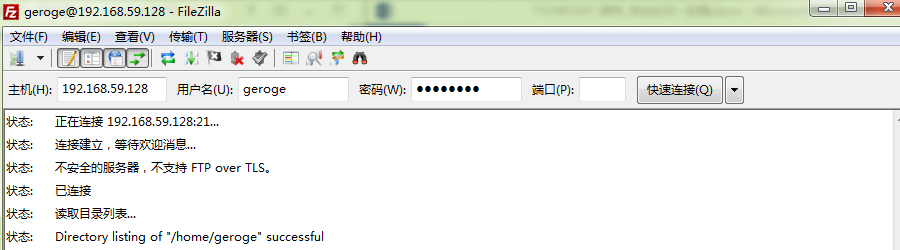 geroge@192.168.59.128 - FileZilla
文件(F) 编辑(E) 查看(V) 传输(T) 服务器(S) 书签(B) 帮助(H)
主机(H): 192.168.59.128 用户名(U): geroge 密码(W): ●●●●●●●● 端口(P): 快速连接(Q)
状态: 正在连接 192.168.59.128:21...
状态: 连接建立，等待欢迎消息...
状态: 不安全的服务器，不支持 FTP over TLS。
状态: 已连接
状态: 读取目录列表...
状态: Directory listing of "/home/geroge" successful